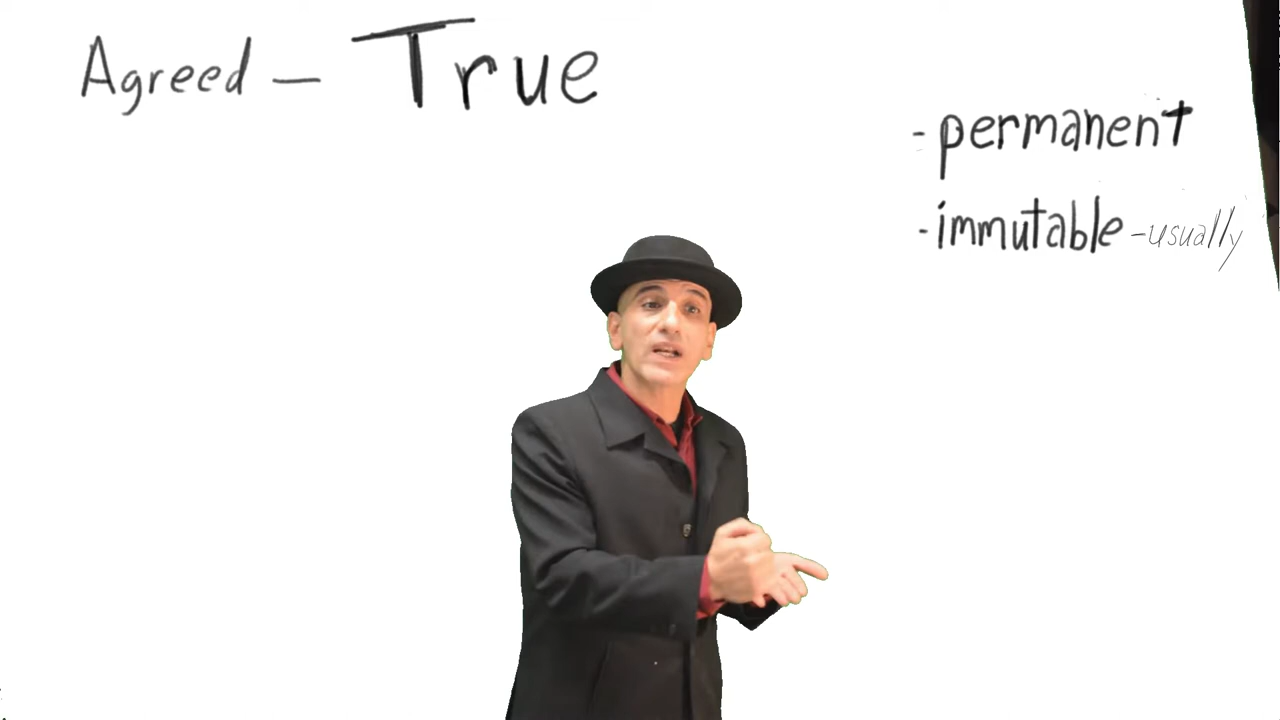 Agreed – True
- permanent
- immutable - usually